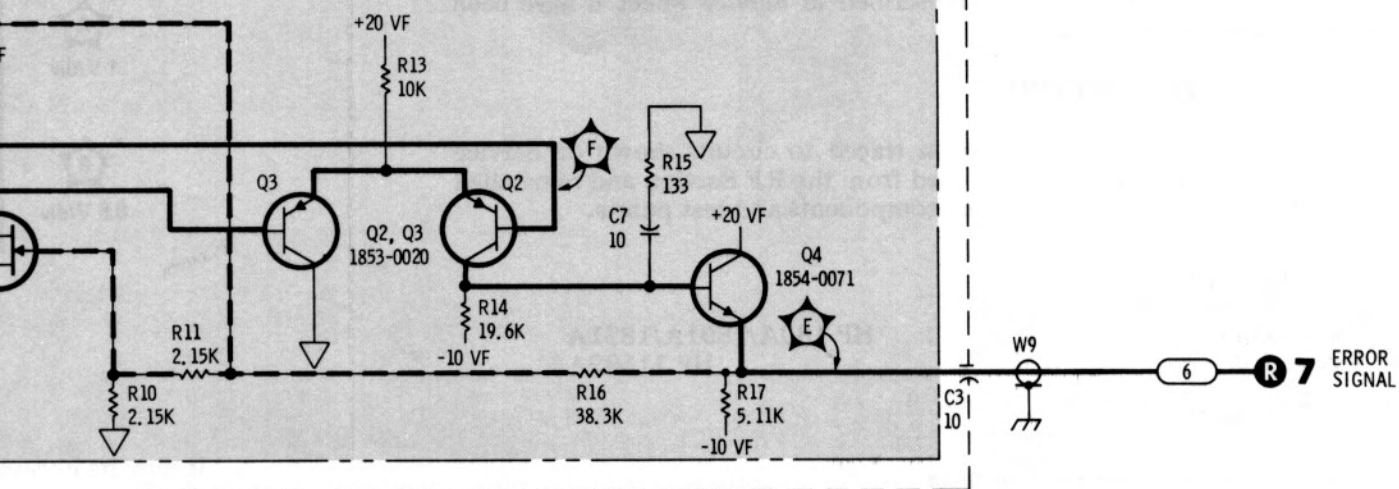 +20 VF
F
R13
10K
F
R15
133
Q3
Q2
Q2, Q3
1853-0020
C7
10
+20 VF
Q4
1854-0071
R14
19.6K
-10 VF
E
R11
2.15K
R10
2.15K
R16
38.3K
R17
5.11K
-10 VF
C3
10
W9
6
R 7 ERROR
SIGNAL